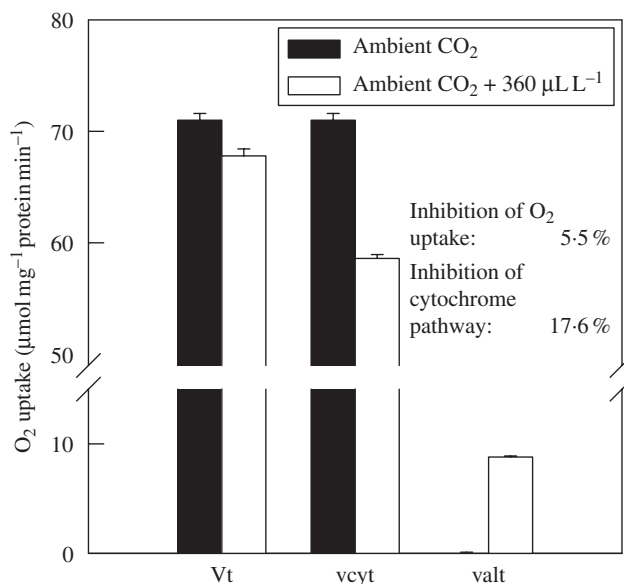 O₂ uptake (μmol mg⁻¹ protein min⁻¹)
80
70
60
50
10
0
Ambient CO₂
Ambient CO₂ + 360 μL L⁻¹
Inhibition of O₂
uptake: 5·5 %
Inhibition of
cytochrome
pathway: 17·6 %
Vt vcyt valt